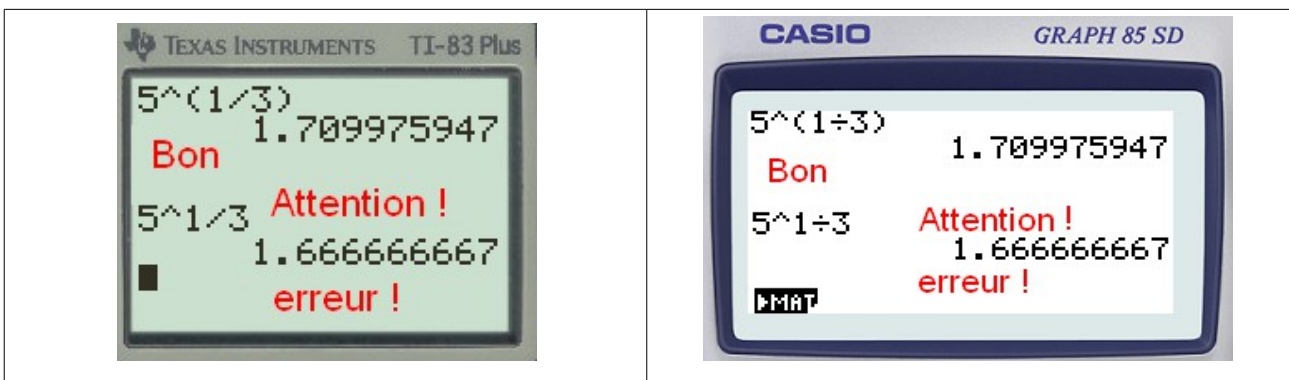 TEXAS INSTRUMENTS TI-83 Plus
5^(1/3)
1.709975947
Bon
Attention !
5^1/3
1.666666667
erreur !
CASIO GRAPH 85 SD
5^(1÷3)
1.709975947
Bon
5^1÷3
Attention !
1.666666667
erreur !
▶MAT